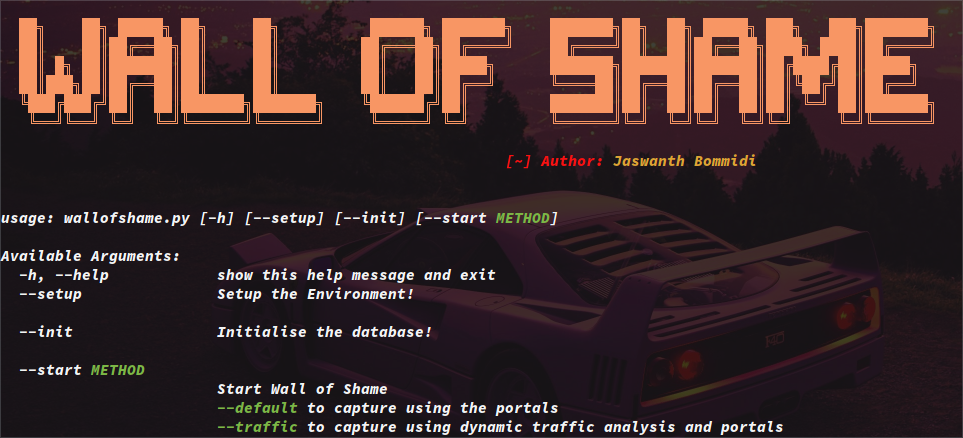 WALL OF SHAME
[~] Author: Jaswanth Bommidi
usage: wallofshame.py [-h] [--setup] [--init] [--start METHOD]
Available Arguments:
-h, --help show this help message and exit
--setup Setup the Environment!
--init Initialise the database!
--start METHOD
Start Wall of Shame
--default to capture using the portals
--traffic to capture using dynamic traffic analysis and portals